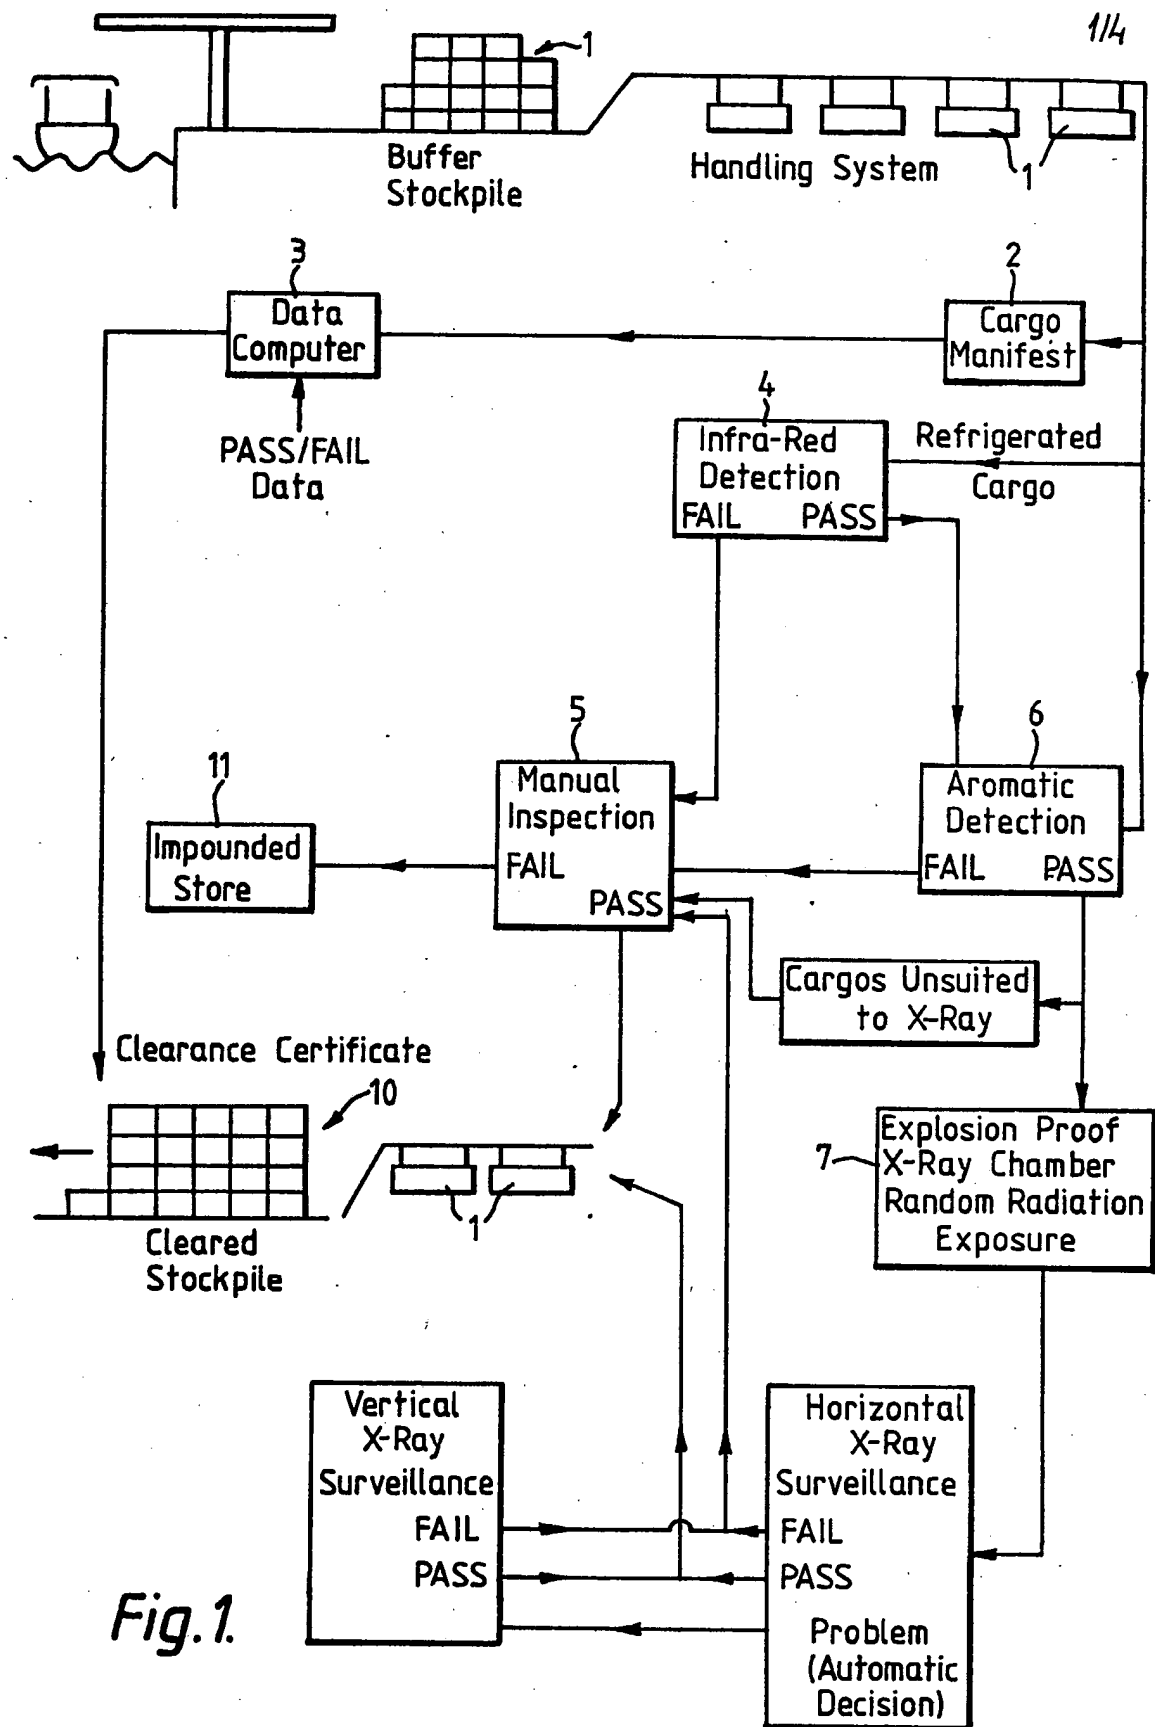 1/4
1
Buffer
Stockpile
Handling System
1
3
Data
Computer
PASS/FAIL
Data
2
Cargo
Manifest
4
Infra-Red
Detection
FAIL PASS
Refrigerated
Cargo
5
Manual
Inspection
FAIL
PASS
6
Aromatic
Detection
FAIL PASS
11
Impounded
Store
Cargos Unsuited
to X-Ray
Clearance Certificate
10
Cleared
Stockpile
1
7
Explosion Proof
X-Ray Chamber
Random Radiation
Exposure
Vertical
X-Ray
Surveillance
FAIL
PASS
Horizontal
X-Ray
Surveillance
FAIL
PASS
Problem
(Automatic
Decision)
Fig.1.